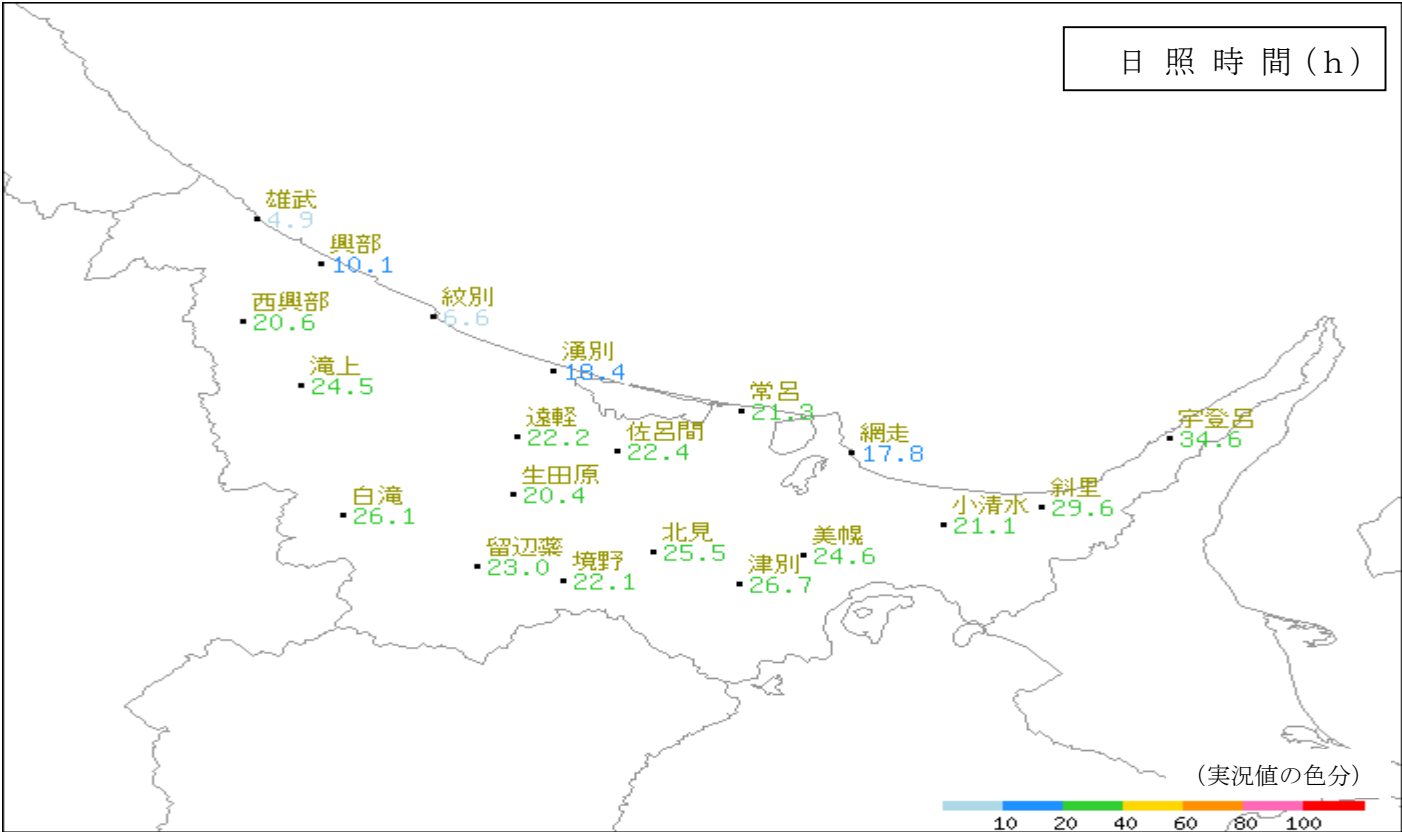 日 照 時 間 (ｈ)
雄武
4.9
興部
10.1
西興部
20.6
紋別
6.6
滝上
24.5
湧別
18.4
常呂
21.3
遠軽
22.2
佐呂間
22.4
網走
17.8
宇登呂
34.6
生田原
20.4
白滝
26.1
小清水
21.1
斜里
29.6
留辺蘂
23.0
境野
22.1
北見
25.5
津別
26.7
美幌
24.6
(実況値の色分)
10 20 40 60 80 100